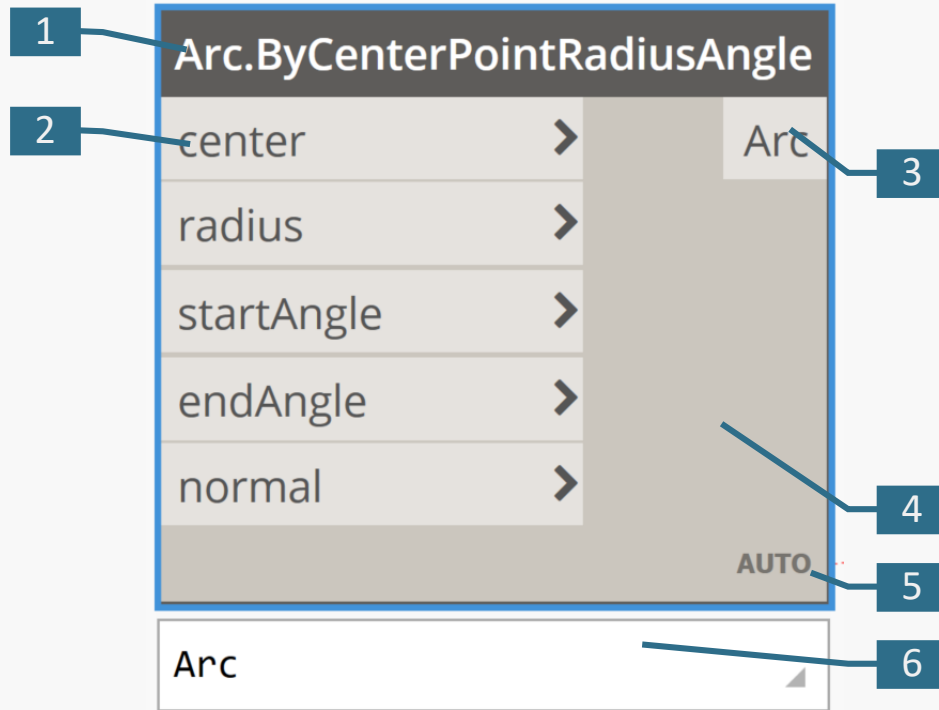 1
Arc.ByCenterPointRadiusAngle
2
center
Arc
3
radius
startAngle
endAngle
normal
4
AUTO
5
Arc
6